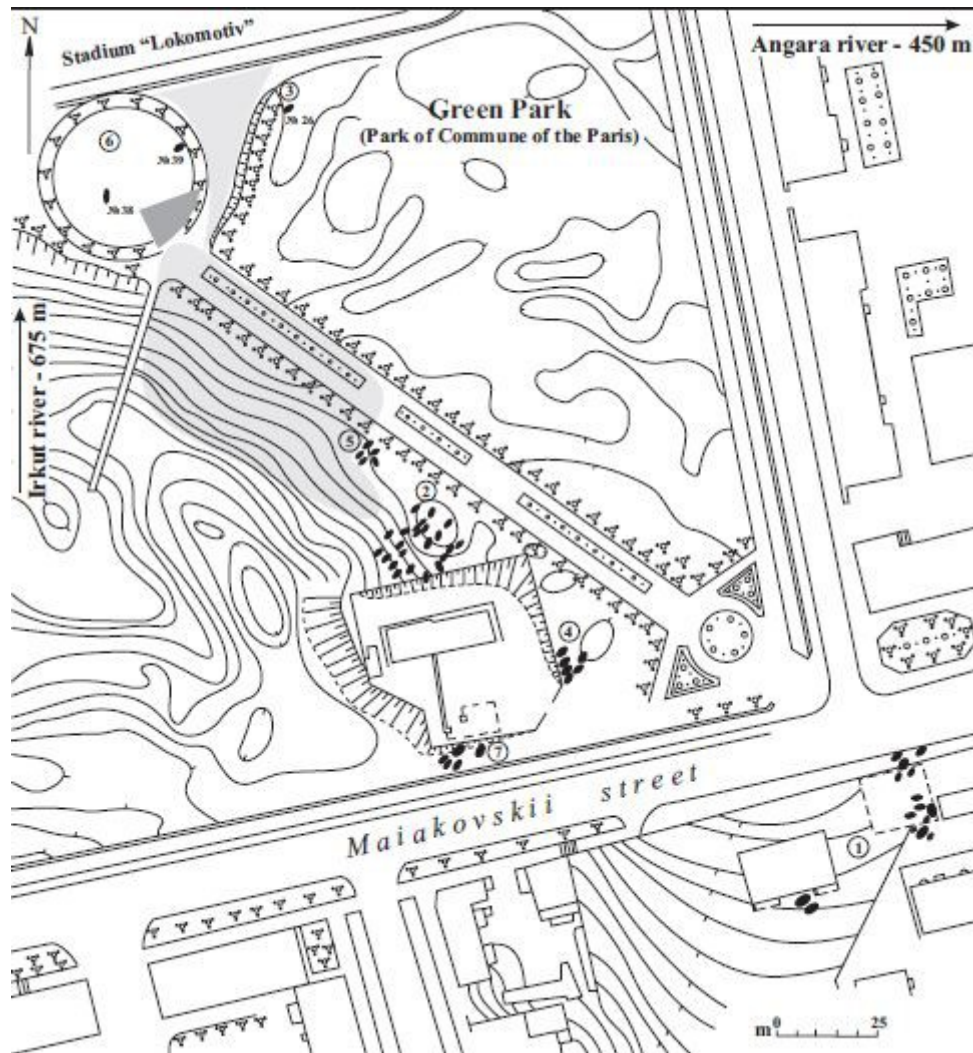 N
Stadium "Lokomotiv"
Angara river - 450 m
3
№ 26
Green Park
(Park of Commune of the Paris)
6
№ 39
№ 38
Irkut river - 675 m
5
2
4
7
Maiakovskii street
1
m 0 25